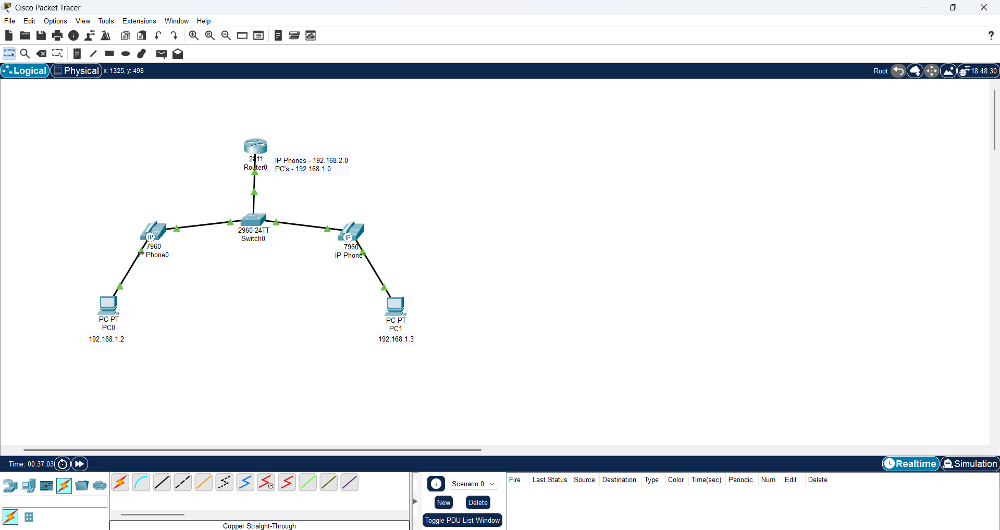 Cisco Packet Tracer
File Edit Options View Tools Extensions Window Help
?
Logical Physical x: 1325, y: 498 Root 18:48:30
2811
Router0
IP Phones - 192.168.2.0
PC's - 192.168.1.0
2960-24TT
Switch0
IP
7960
IP Phone0
IP
7960
IP Phone1
PC-PT
PC0
192.168.1.2
PC-PT
PC1
192.168.1.3
Time: 00:37:03 Realtime Simulation
Scenario 0
New Delete
Toggle PDU List Window
Fire Last Status Source Destination Type Color Time(sec) Periodic Num Edit Delete
Copper Straight-Through